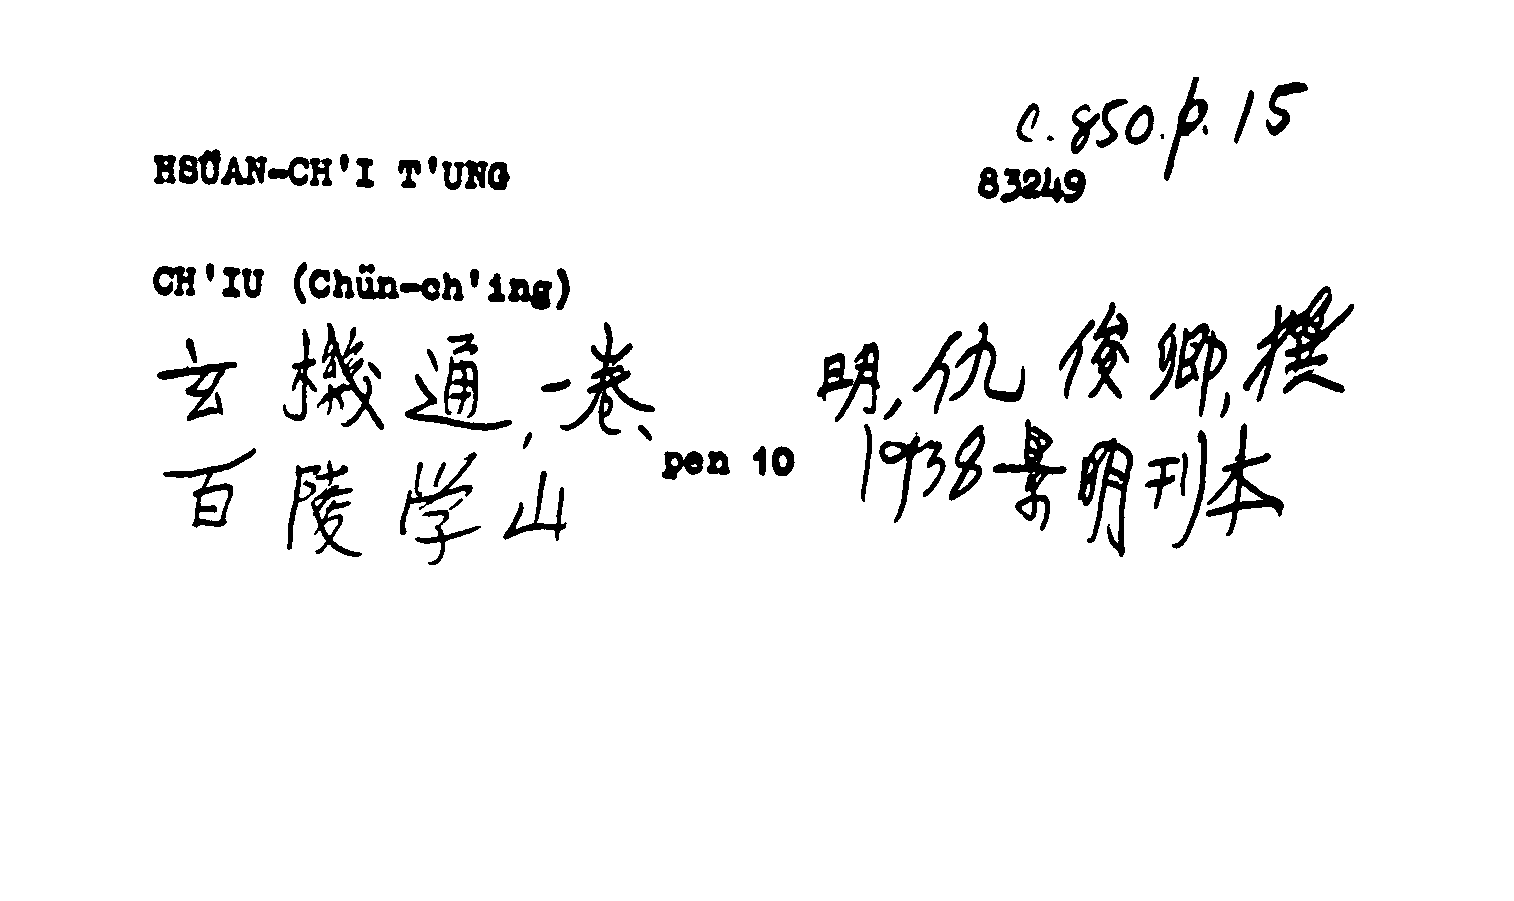 c.850.p.15
HSÜAN-CH'I T'UNG 83249
CH'IU (Chün-ch'ing)
玄機通,一卷、 明,仇俊卿,撰
百陵学山 pen 10 1938景明刊本